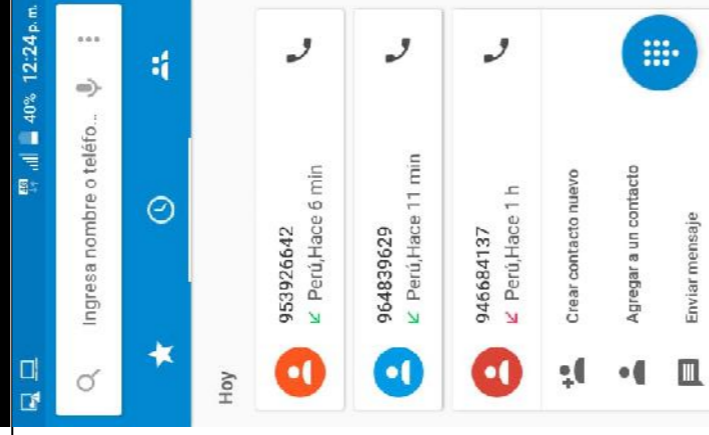 40% 12:24 p. m.
Ingresa nombre o teléfo...
Hoy
953926642
Perú,Hace 6 min
964839629
Perú,Hace 11 min
946684137
Perú,Hace 1 h
Crear contacto nuevo
Agregar a un contacto
Enviar mensaje